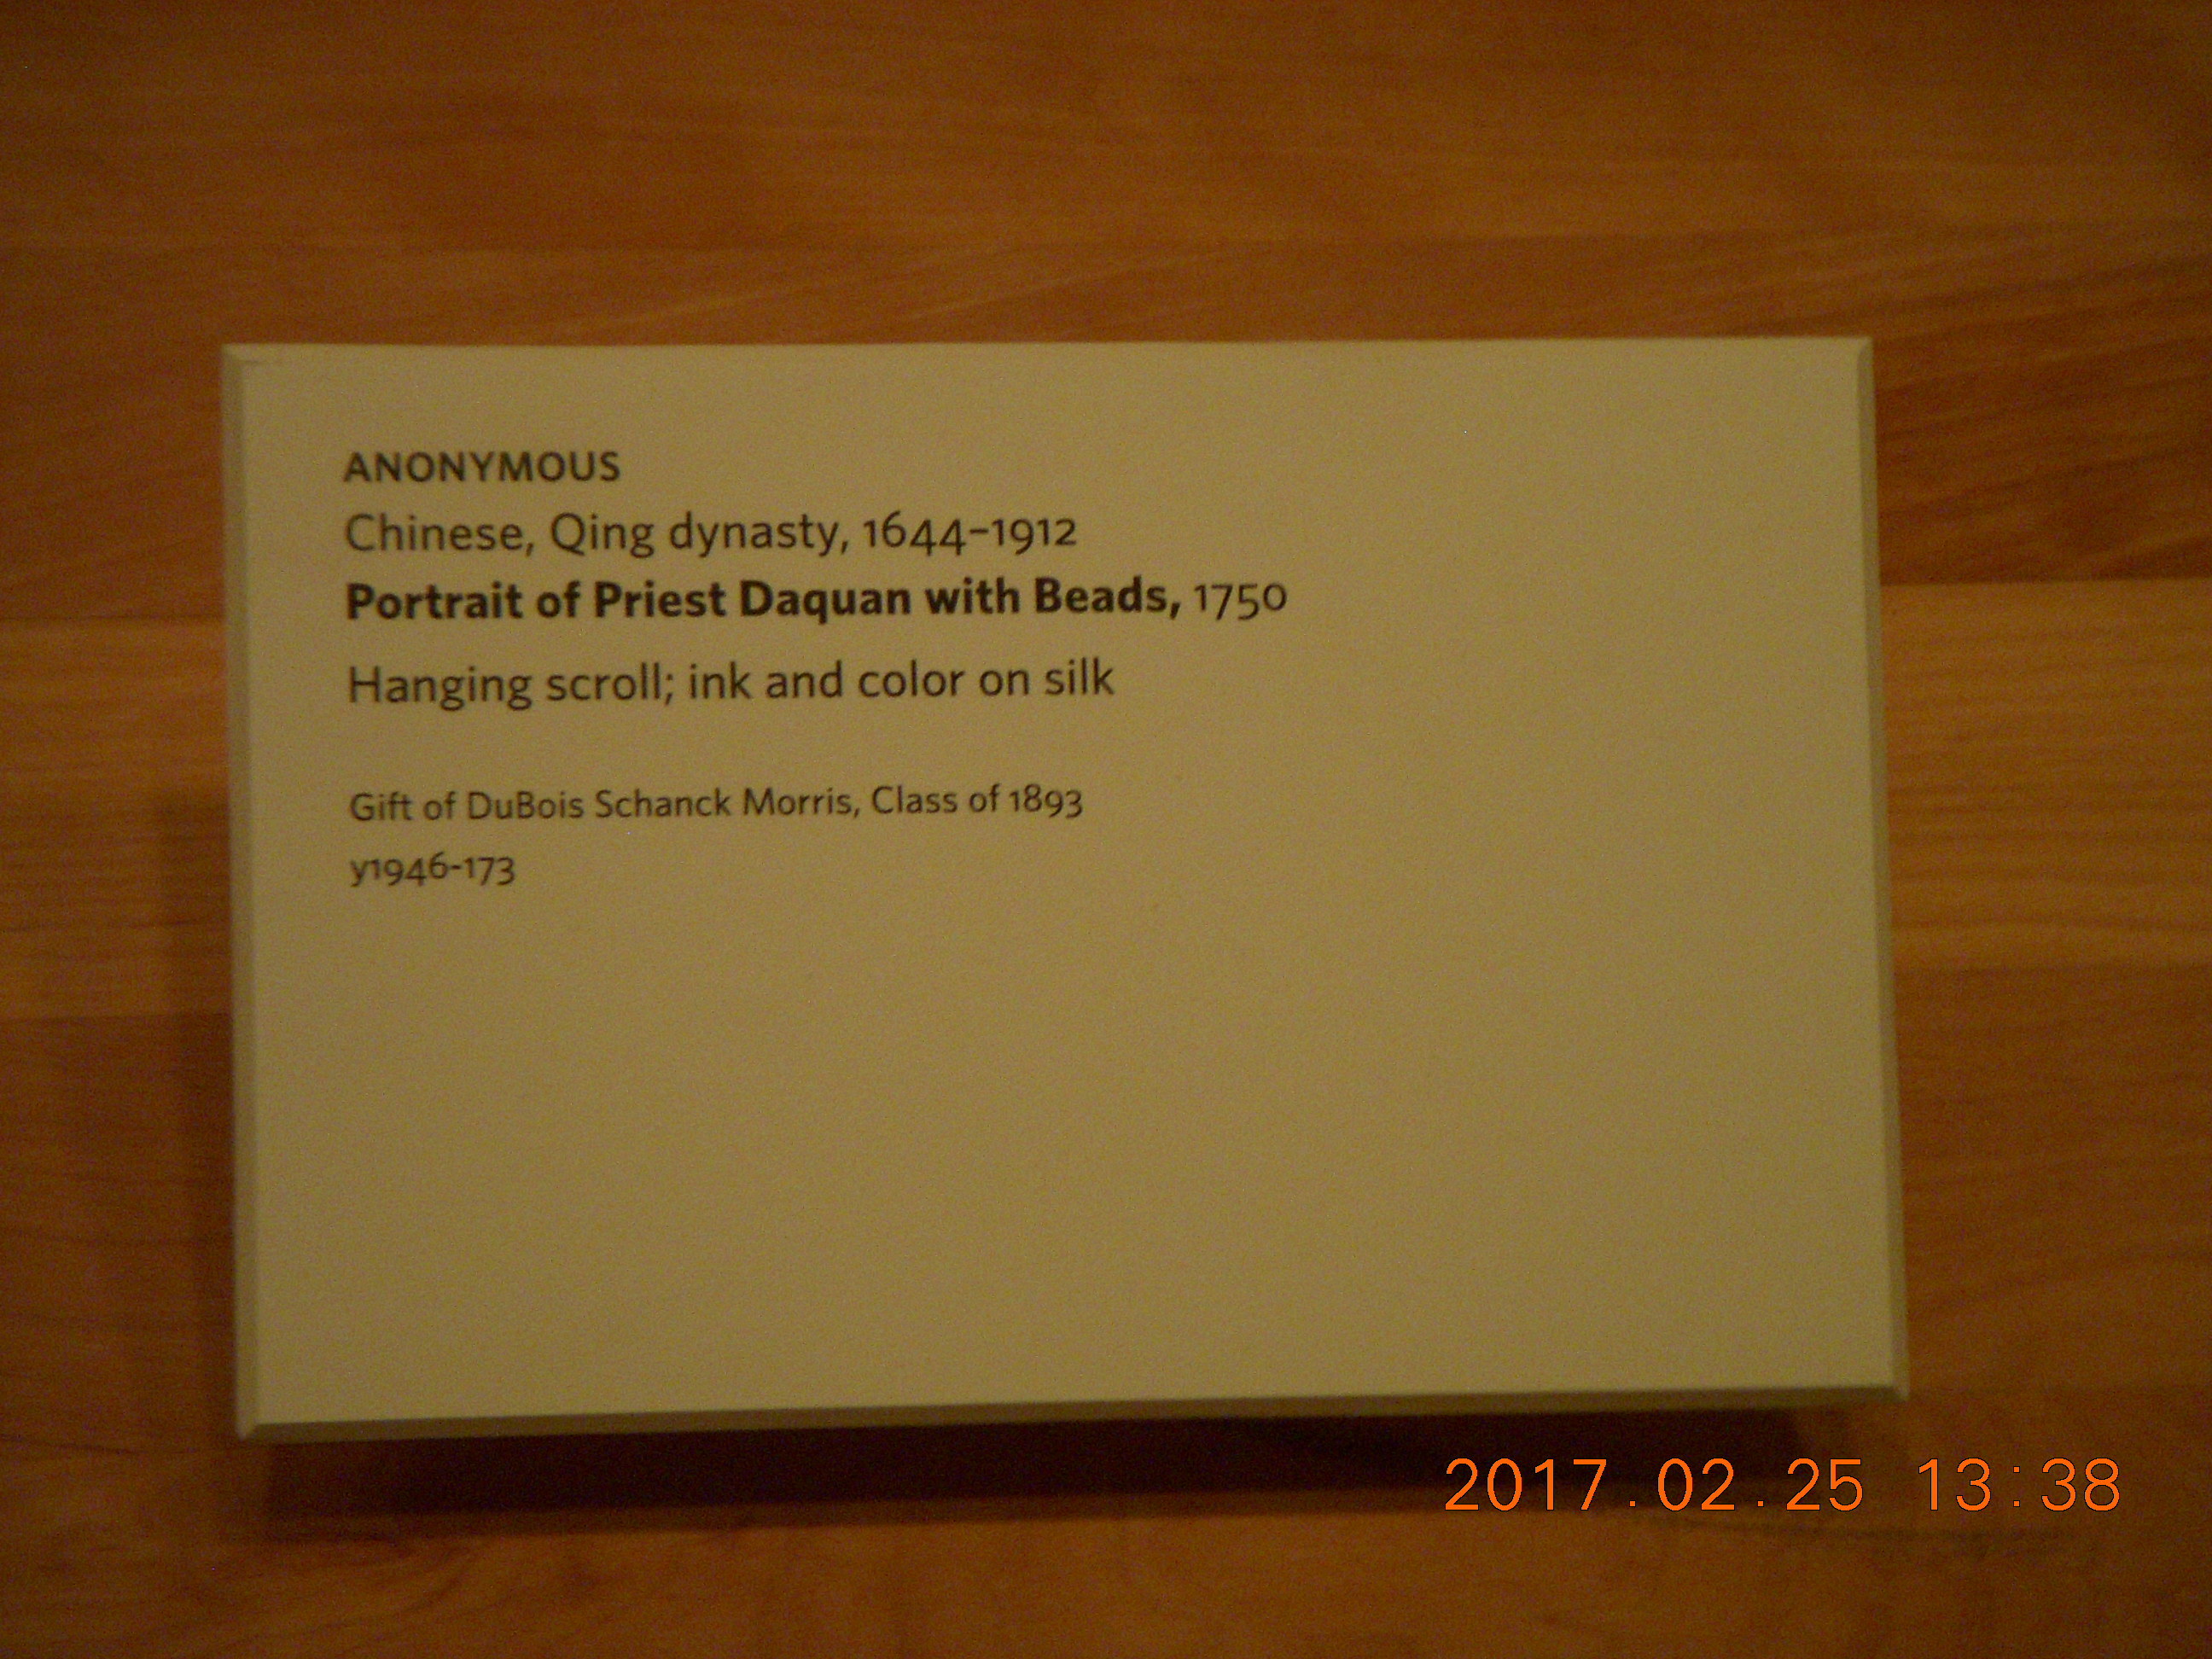 ANONYMOUS
Chinese, Qing dynasty, 1644–1912
Portrait of Priest Daquan with Beads, 1750
Hanging scroll; ink and color on silk
Gift of DuBois Schanck Morris, Class of 1893
y1946-173
2017.02.25 13:38